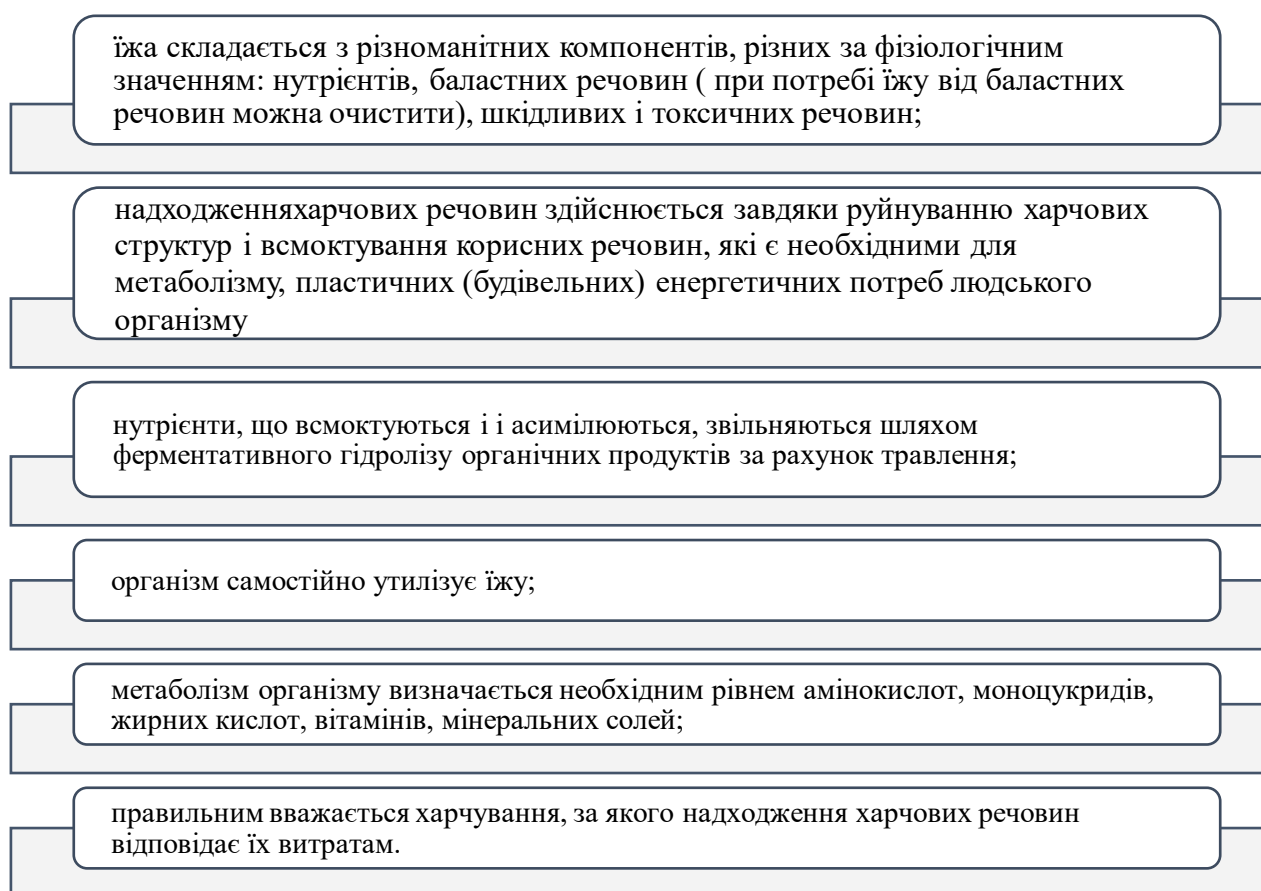 їжа складається з різноманітних компонентів, різних за фізіологічним
значенням: нутрієнтів, баластних речовин ( при потребі їжу від баластних
речовин можна очистити), шкідливих і токсичних речовин;
надходженняхарчових речовин здійснюється завдяки руйнуванню харчових
структур і всмоктування корисних речовин, які є необхідними для
метаболізму, пластичних (будівельних) енергетичних потреб людського
організму
нутрієнти, що всмоктуються і і асимілюються, звільняються шляхом
ферментативного гідролізу органічних продуктів за рахунок травлення;
організм самостійно утилізує їжу;
метаболізм організму визначається необхідним рівнем амінокислот, моноцукридів,
жирних кислот, вітамінів, мінеральних солей;
правильним вважається харчування, за якого надходження харчових речовин
відповідає їх витратам.